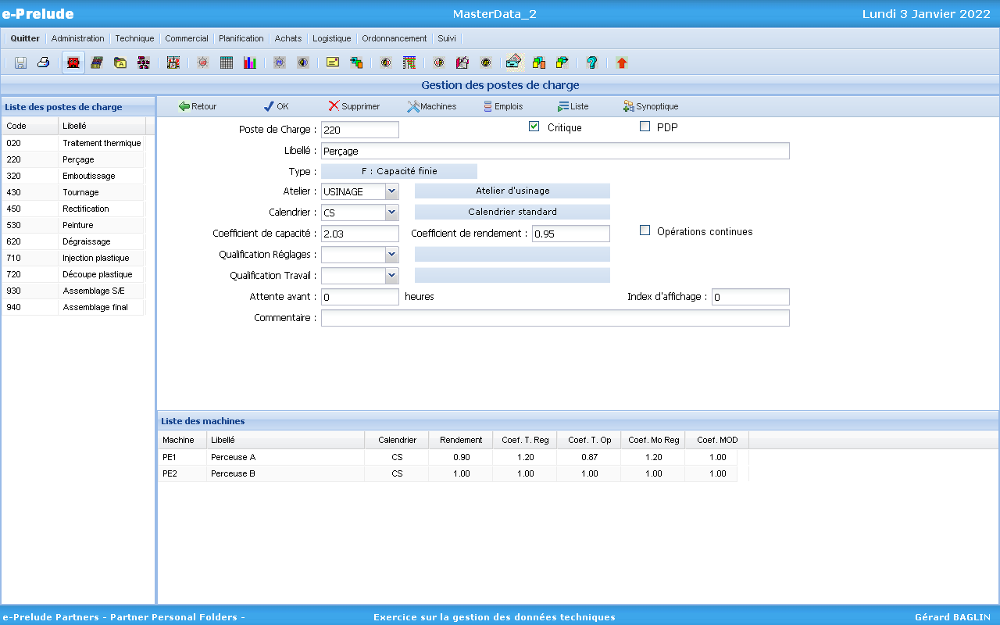 e-Prelude MasterData_2 Lundi 3 Janvier 2022
Quitter Administration Technique Commercial Planification Achats Logistique Ordonnancement Suivi
Gestion des postes de charge
Liste des postes de charge
Code Libellé
020 Traitement thermique
220 Perçage
320 Emboutissage
430 Tournage
450 Rectification
530 Peinture
620 Dégraissage
710 Injection plastique
720 Découpe plastique
930 Assemblage S/E
940 Assemblage final
Retour OK Supprimer Machines Emplois Liste Synoptique
Poste de Charge : 220 Critique PDP
Libellé : Perçage
Type : F : Capacité finie
Atelier : USINAGE Atelier d'usinage
Calendrier : CS Calendrier standard
Coefficient de capacité : 2.03 Coefficient de rendement : 0.95 Opérations continues
Qualification Réglages :
Qualification Travail :
Attente avant : 0 heures Index d'affichage : 0
Commentaire :
Liste des machines
Machine Libellé Calendrier Rendement Coef. T. Reg Coef. T. Op Coef. Mo Reg Coef. MOD
PE1 Perceuse A CS 0.90 1.20 0.87 1.20 1.00
PE2 Perceuse B CS 1.00 1.00 1.00 1.00 1.00
e-Prelude Partners - Partner Personal Folders - Exercice sur la gestion des données techniques Gérard BAGLIN